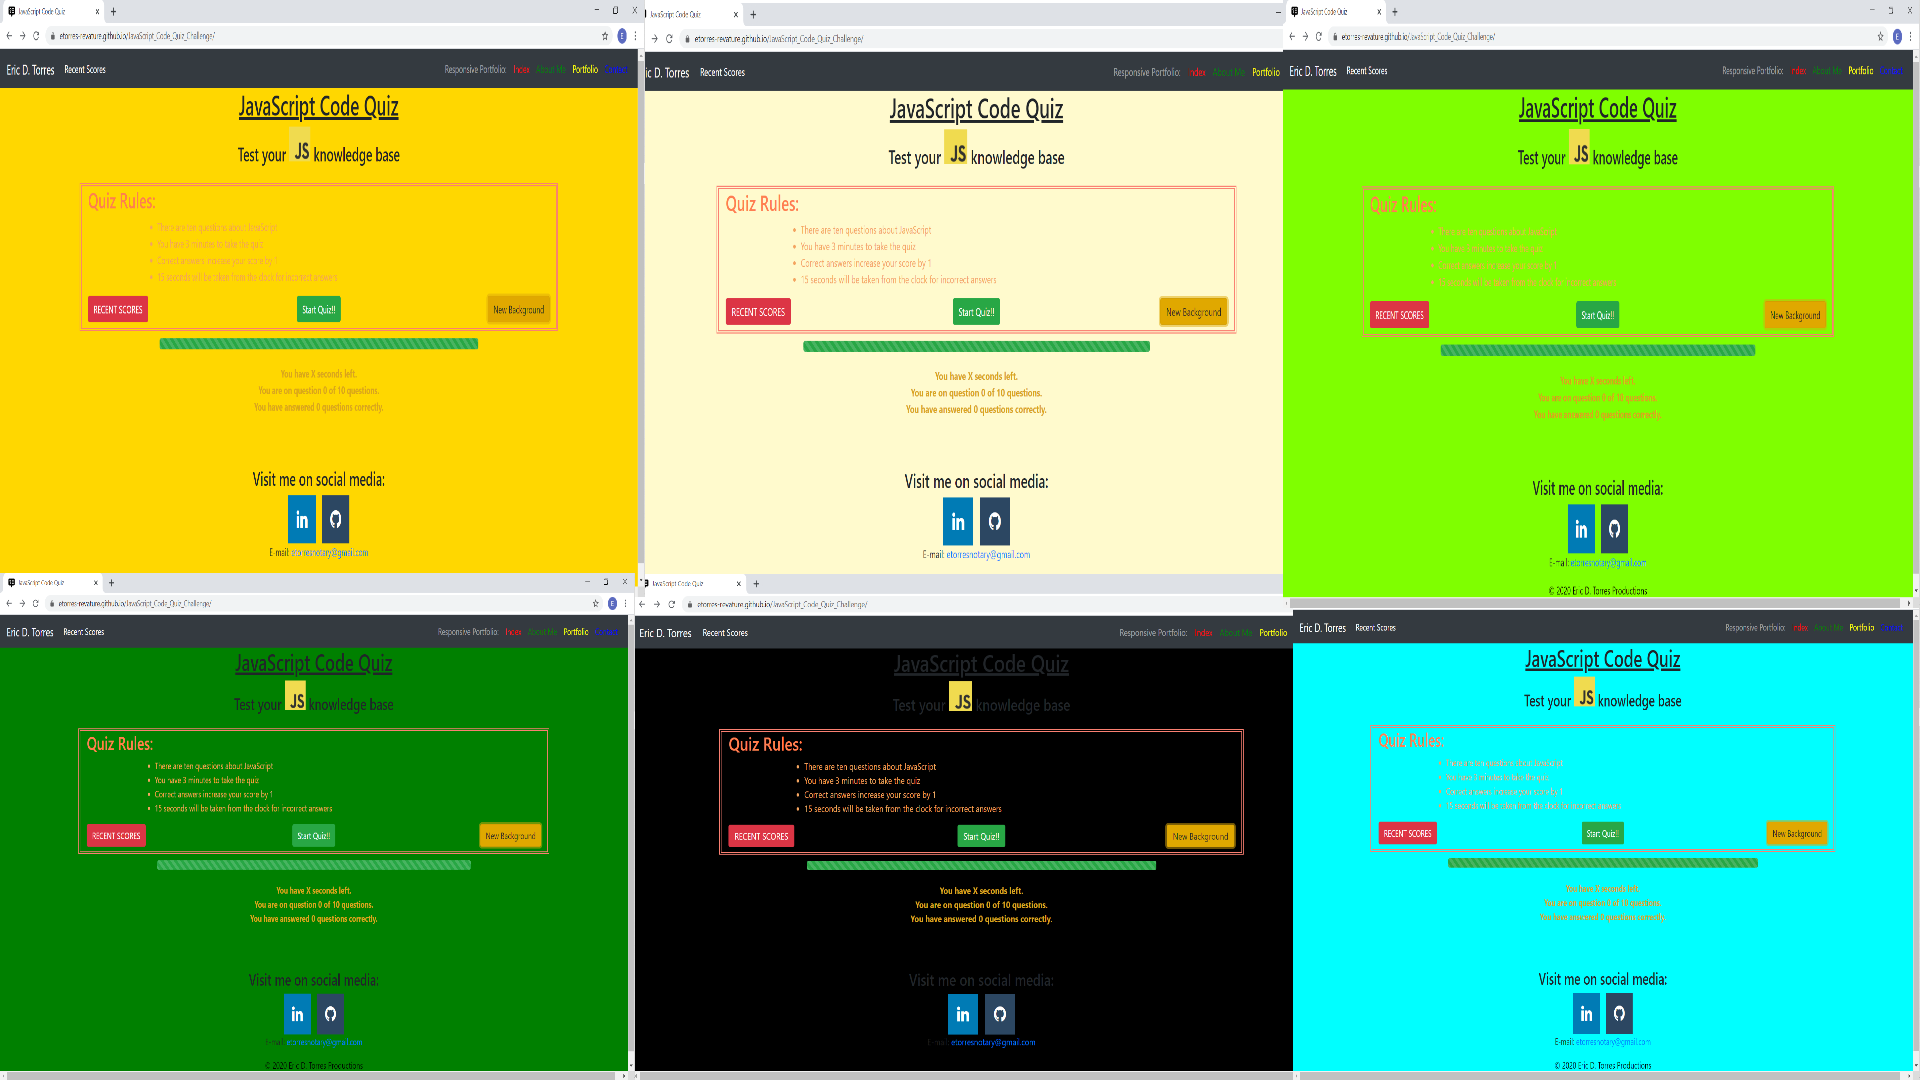 JavaScript Code Quiz
etorres-revature.github.io/JavaScript_Code_Quiz_Challenge/
Eric D. Torres Recent Scores Responsive Portfolio: Index About Me Portfolio Contact
JavaScript Code Quiz
Test your JS knowledge base
Quiz Rules:
There are ten questions about JavaScript
You have 3 minutes to take the quiz
Correct answers increase your score by 1
15 seconds will be taken from the clock for incorrect answers
RECENT SCORES Start Quiz!! New Background
You have X seconds left.
You are on question 0 of 10 questions.
You have answered 0 questions correctly.
Visit me on social media:
in
E-mail: etorresnotary@gmail.com
JavaScript Code Quiz
etorres-revature.github.io/JavaScript_Code_Quiz_Challenge/
ic D. Torres Recent Scores Responsive Portfolio: Index About Me Portfolio
JavaScript Code Quiz
Test your JS knowledge base
Quiz Rules:
There are ten questions about JavaScript
You have 3 minutes to take the quiz
Correct answers increase your score by 1
15 seconds will be taken from the clock for incorrect answers
RECENT SCORES Start Quiz!! New Background
You have X seconds left.
You are on question 0 of 10 questions.
You have answered 0 questions correctly.
Visit me on social media:
in
E-mail: etorresnotary@gmail.com
JavaScript Code Quiz
etorres-revature.github.io/JavaScript_Code_Quiz_Challenge/
Eric D. Torres Recent Scores Responsive Portfolio: Index About Me Portfolio Contact
JavaScript Code Quiz
Test your JS knowledge base
Quiz Rules:
RECENT SCORES Start Quiz!! New Background
You have X seconds left.
You are on question 0 of 10 questions.
You have answered 0 questions correctly.
Visit me on social media:
in
E-mail: etorresnotary@gmail.com
© 2020 Eric D. Torres Productions
JavaScript Code Quiz
etorres-revature.github.io/JavaScript_Code_Quiz_Challenge/
Eric D. Torres Recent Scores Responsive Portfolio: Index About Me Portfolio Contact
JavaScript Code Quiz
Test your JS knowledge base
Quiz Rules:
There are ten questions about JavaScript
You have 3 minutes to take the quiz
Correct answers increase your score by 1
15 seconds will be taken from the clock for incorrect answers
RECENT SCORES Start Quiz!! New Background
You have X seconds left.
You are on question 0 of 10 questions.
You have answered 0 questions correctly.
Visit me on social media:
in
E-mail: etorresnotary@gmail.com
© 2020 Eric D. Torres Productions
JavaScript Code Quiz
etorres-revature.github.io/JavaScript_Code_Quiz_Challenge/
Eric D. Torres Recent Scores Responsive Portfolio: Index About Me Portfolio
JavaScript Code Quiz
Test your JS knowledge base
Quiz Rules:
There are ten questions about JavaScript
You have 3 minutes to take the quiz
Correct answers increase your score by 1
15 seconds will be taken from the clock for incorrect answers
RECENT SCORES Start Quiz!! New Background
You have X seconds left.
You are on question 0 of 10 questions.
You have answered 0 questions correctly.
Visit me on social media:
in
E-mail: etorresnotary@gmail.com
Eric D. Torres Recent Scores Responsive Portfolio: Index About Me Portfolio Contact
JavaScript Code Quiz
Test your JS knowledge base
Quiz Rules:
Correct answers increase your score by 1
15 seconds will be taken from the clock for incorrect answers
RECENT SCORES Start Quiz!! New Background
You have X seconds left.
You are on question 0 of 10 questions.
You have answered 0 questions correctly.
Visit me on social media:
in
E-mail: etorresnotary@gmail.com
© 2020 Eric D. Torres Productions